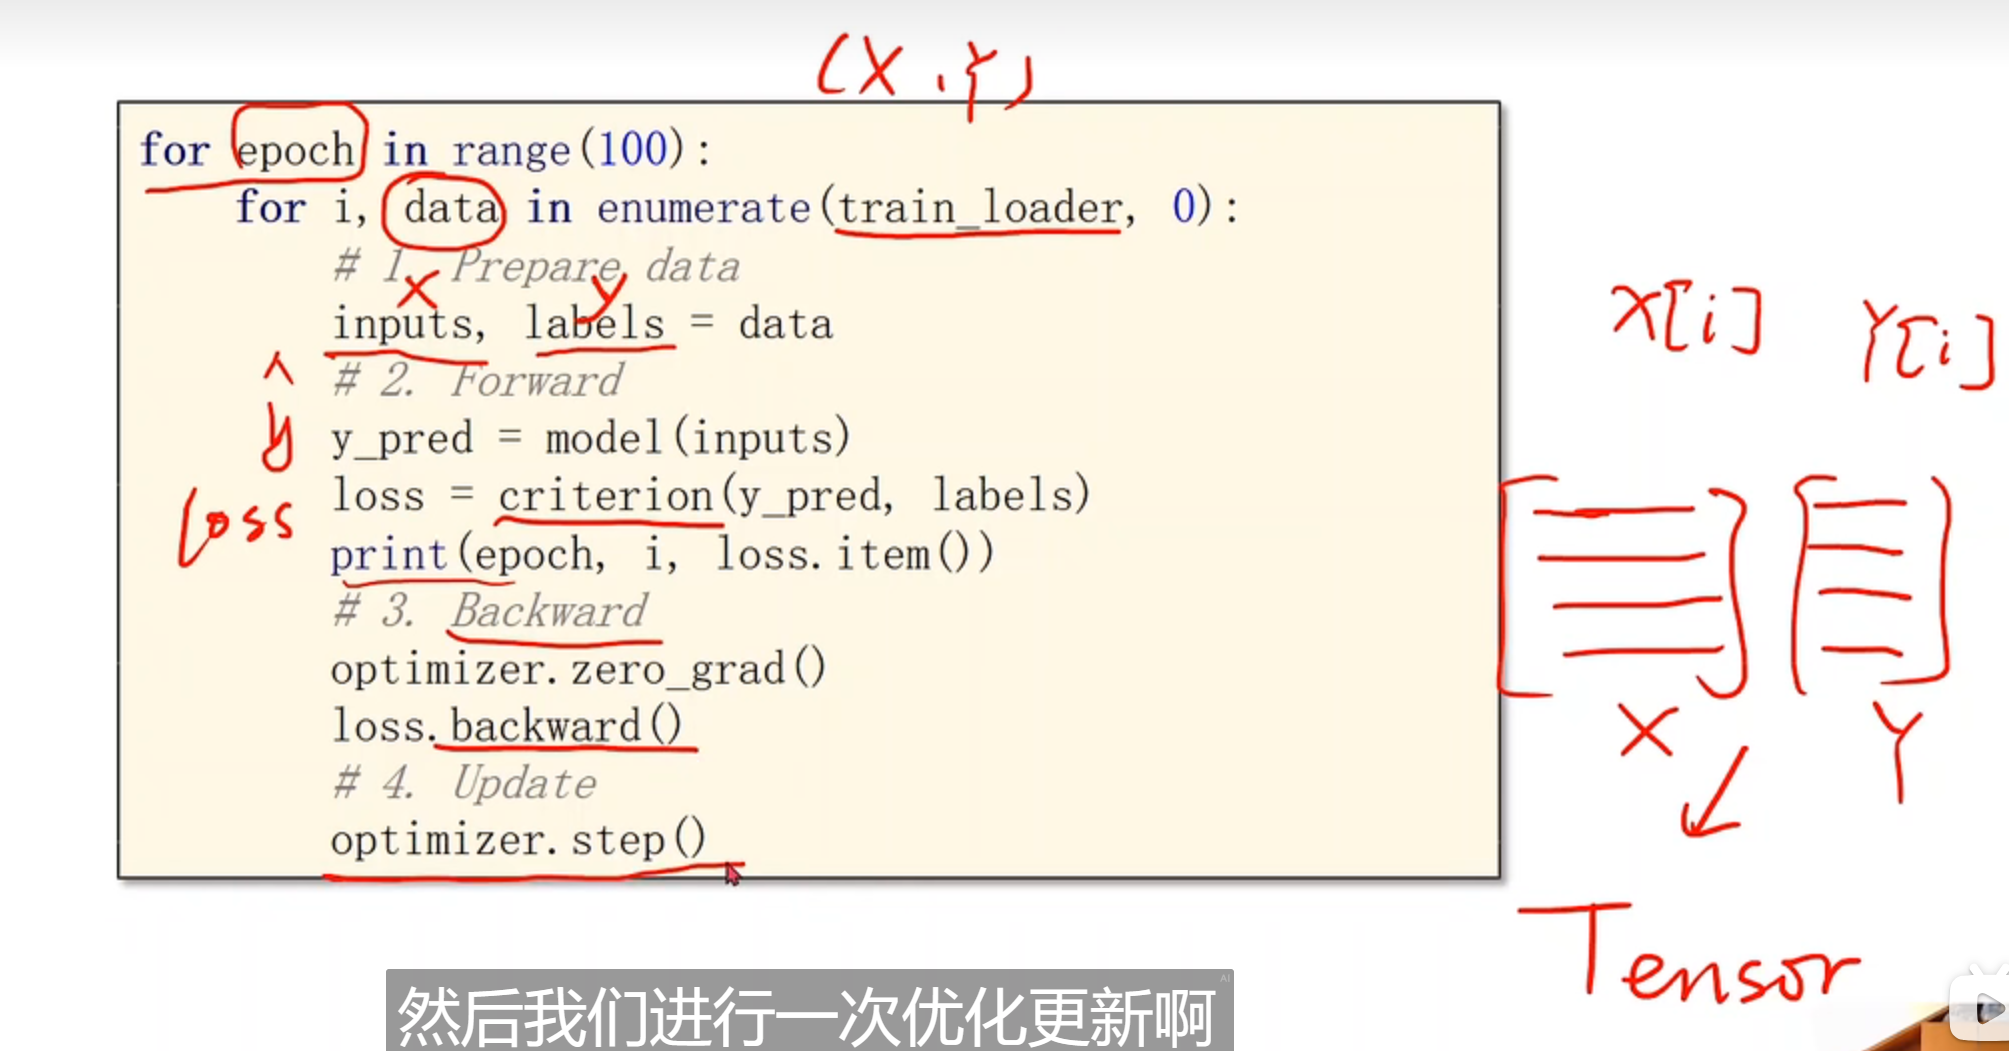 (X, Y)
for epoch in range(100):
for i, data in enumerate(train_loader, 0):
# 1. Prepare data
x y
inputs, labels = data
# 2. Forward
ŷ
y_pred = model(inputs)
loss
loss = criterion(y_pred, labels)
print(epoch, i, loss.item())
# 3. Backward
optimizer.zero_grad()
loss.backward()
# 4. Update
optimizer.step()
X[i] Y[i]
X Y
Tensor
AI
然后我们进行一次优化更新啊